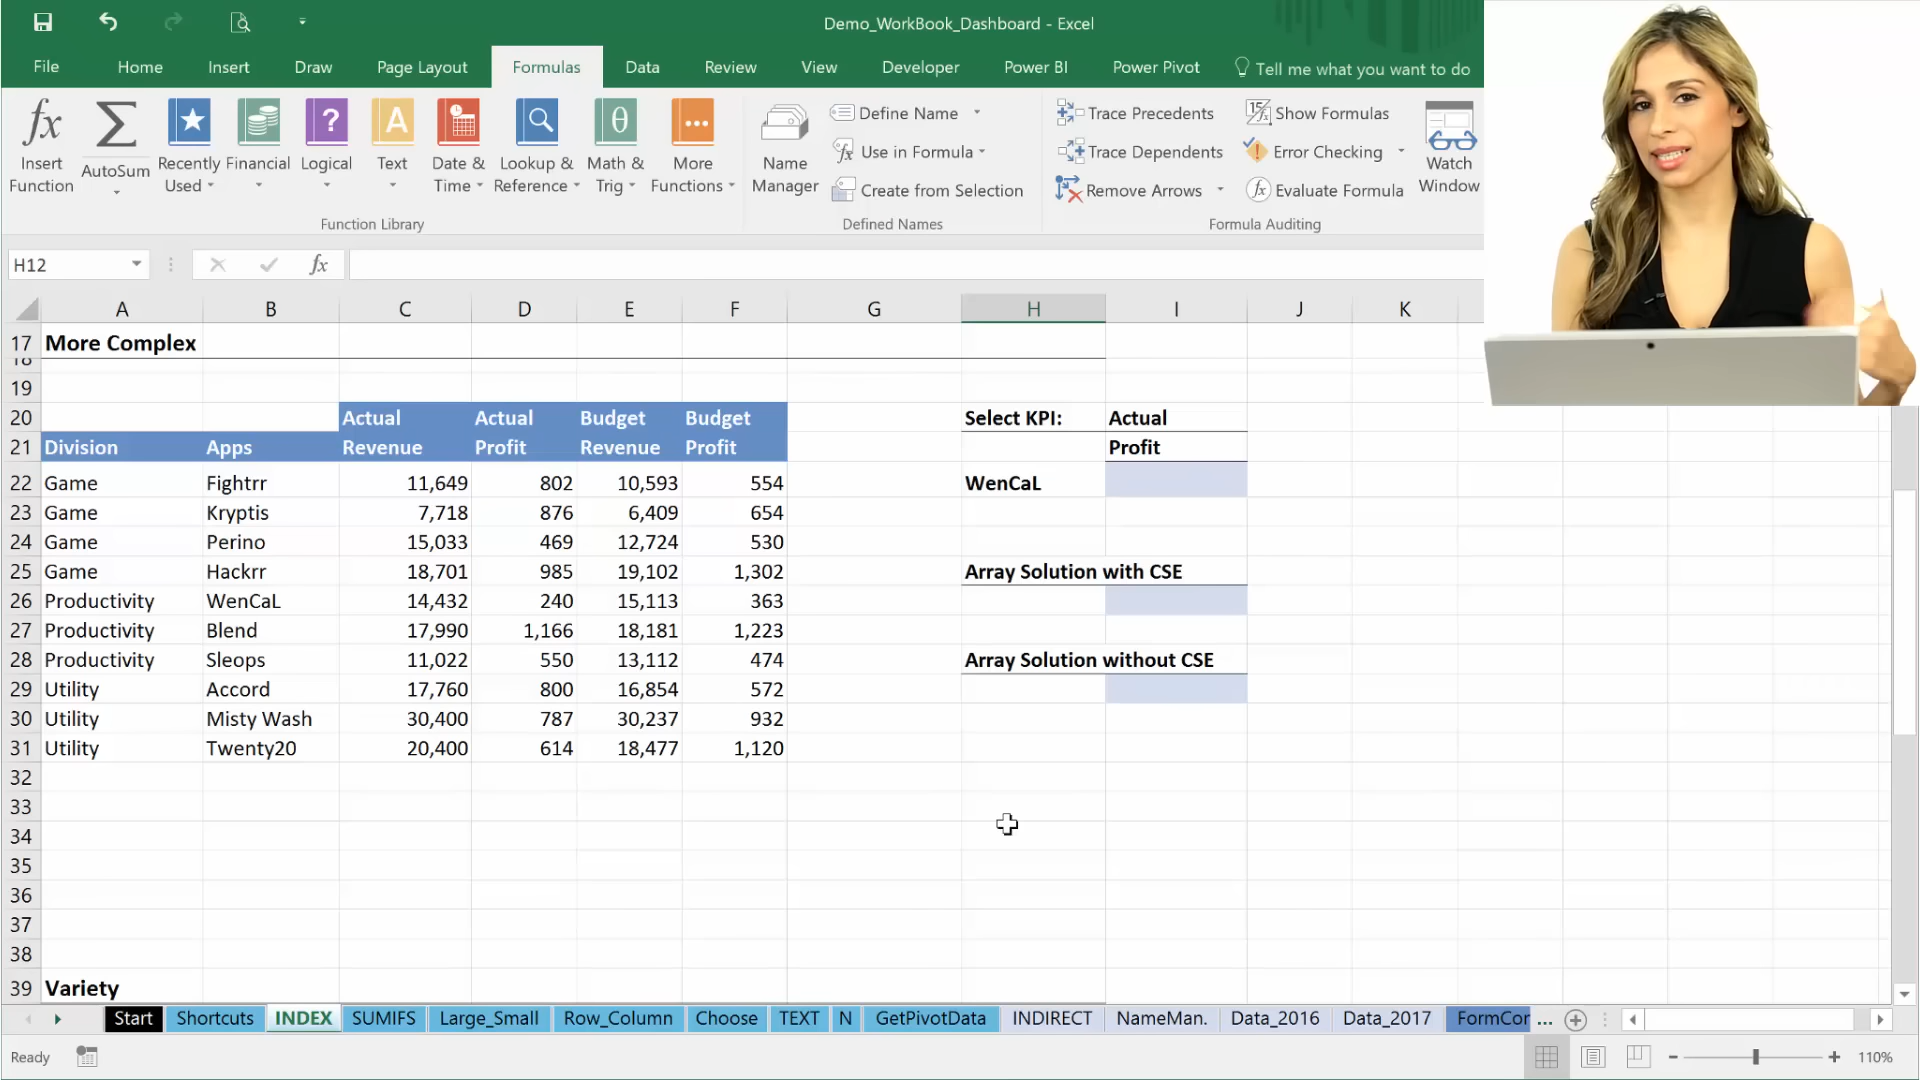 Demo_WorkBook_Dashboard - Excel
File Home Insert Draw Page Layout Formulas Data Review View Developer Power BI Power Pivot Tell me what you want to do
Insert Function
AutoSum
Recently Used
Financial
Logical
Text
Date & Time
Lookup & Reference
Math & Trig
More Functions
Name Manager
Define Name
Use in Formula
Create from Selection
Trace Precedents
Trace Dependents
Remove Arrows
Show Formulas
Error Checking
Evaluate Formula
Watch Window
Function Library Defined Names Formula Auditing
H12 fx
A B C D E F G H I J K
17 More Complex
18
19
20 Actual Actual Budget Budget Select KPI: Actual
21 Division Apps Revenue Profit Revenue Profit Profit
22 Game Fightrr 11,649 802 10,593 554 WenCaL
23 Game Kryptis 7,718 876 6,409 654
24 Game Perino 15,033 469 12,724 530
25 Game Hackrr 18,701 985 19,102 1,302 Array Solution with CSE
26 Productivity WenCaL 14,432 240 15,113 363
27 Productivity Blend 17,990 1,166 18,181 1,223
28 Productivity Sleops 11,022 550 13,112 474 Array Solution without CSE
29 Utility Accord 17,760 800 16,854 572
30 Utility Misty Wash 30,400 787 30,237 932
31 Utility Twenty20 20,400 614 18,477 1,120
32
33
34
35
36
37
38
39 Variety
Start Shortcuts INDEX SUMIFS Large_Small Row_Column Choose TEXT N GetPivotData INDIRECT NameMan. Data_2016 Data_2017 FormCor ...
Ready 110%